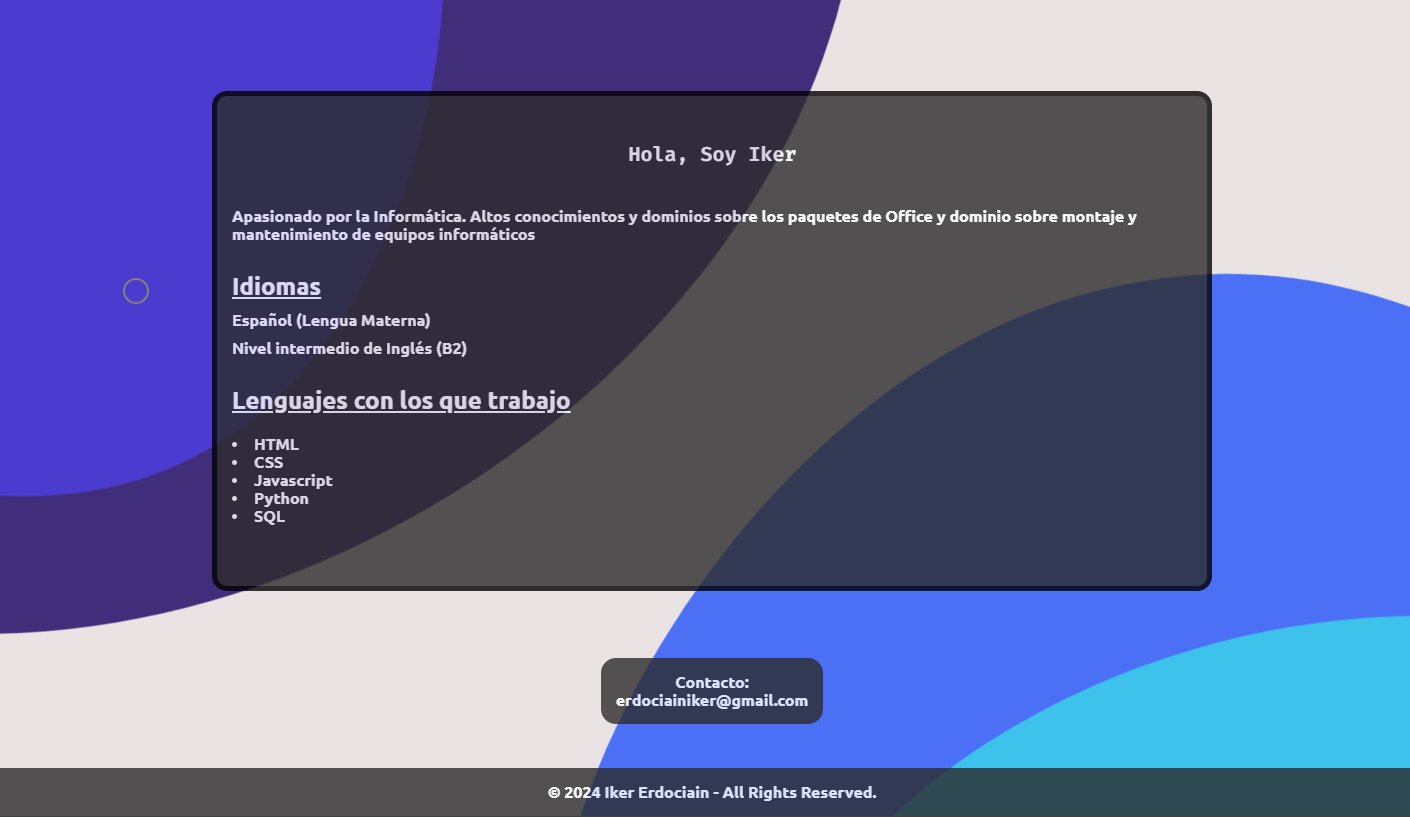 Hola, Soy Iker
Apasionado por la Informática. Altos conocimientos y dominios sobre los paquetes de Office y dominio sobre montaje y
mantenimiento de equipos informáticos
Idiomas
Español (Lengua Materna)
Nivel intermedio de Inglés (B2)
Lenguajes con los que trabajo
• HTML
• CSS
• Javascript
• Python
• SQL
Contacto:
erdociainiker@gmail.com
© 2024 Iker Erdociain - All Rights Reserved.